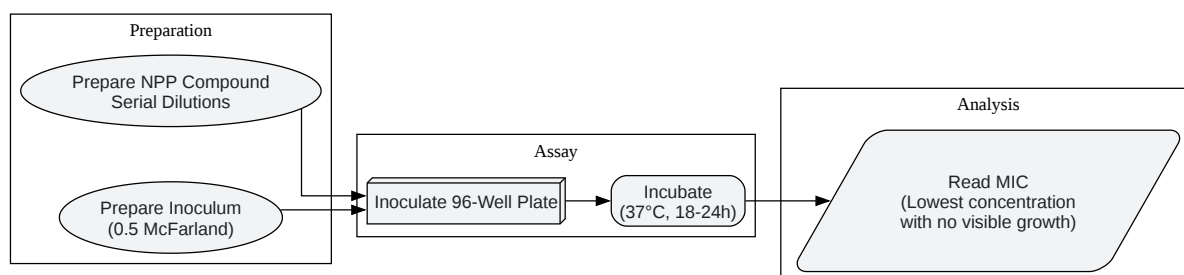 Preparation
Prepare NPP Compound
Serial Dilutions
Prepare Inoculum
(0.5 McFarland)
Assay
Inoculate 96-Well Plate
Incubate
(37°C, 18-24h)
Analysis
Read MIC
(Lowest concentration
with no visible growth)